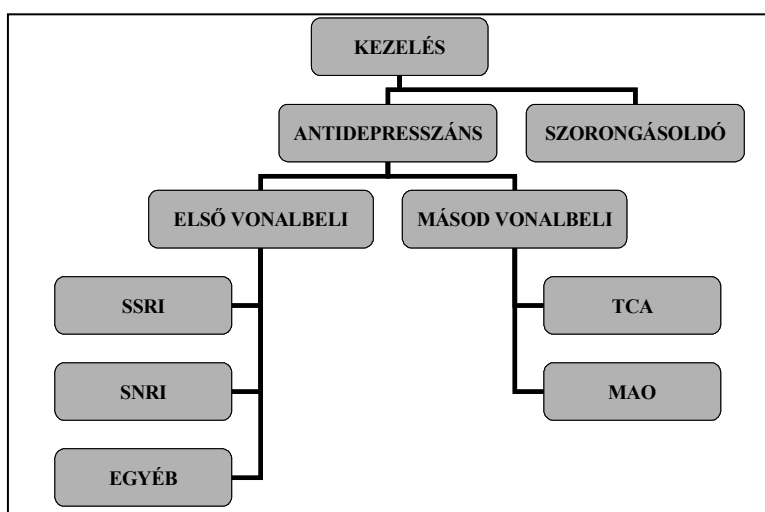 KEZELÉS
ANTIDEPRESSZÁNS
SZORONGÁSOLDÓ
ELSŐ VONALBELI
MÁSOD VONALBELI
SSRI
TCA
SNRI
MAO
EGYÉB